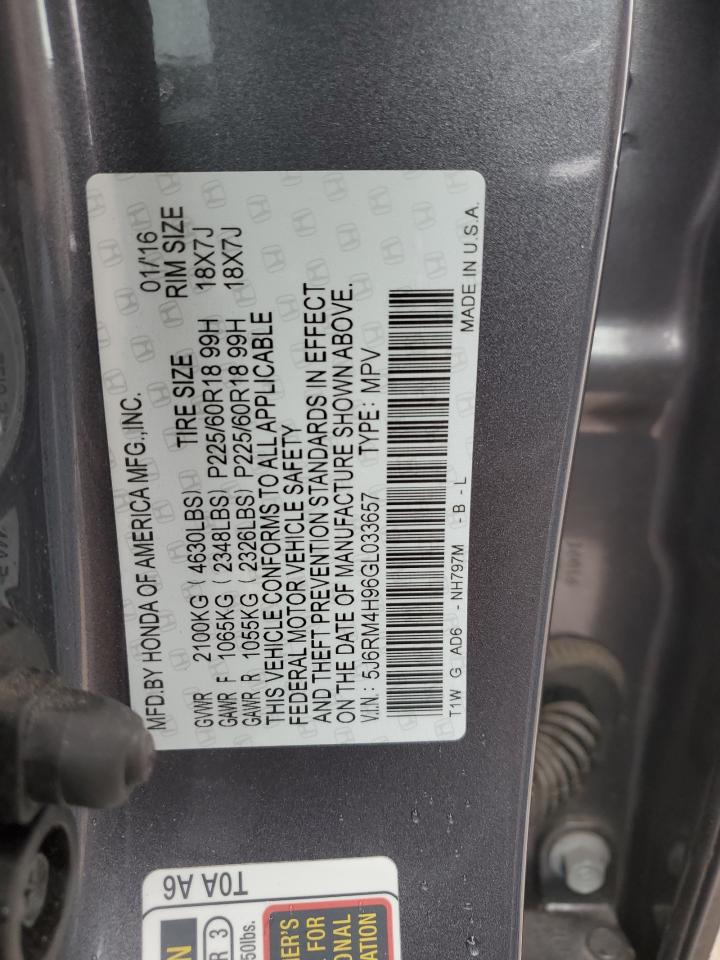 MFD.BY HONDA OF AMERICA MFG.,INC. 01/'16
TIRE SIZE RIM SIZE
GVWR 2100KG (4630LBS)
GAWR F 1065KG (2348LBS) P225/60R18 99H 18X7J
GAWR R 1055KG (2326LBS) P225/60R18 99H 18X7J
THIS VEHICLE CONFORMS TO ALL APPLICABLE
FEDERAL MOTOR VEHICLE SAFETY
AND THEFT PREVENTION STANDARDS IN EFFECT
ON THE DATE OF MANUFACTURE SHOWN ABOVE.
V.I.N.: 5J6RM4H96GL033657 TYPE: MPV
T1W G AD6 -NH797M -B-L MADE IN U.S.A.
T0A A6
R 3
50lbs.